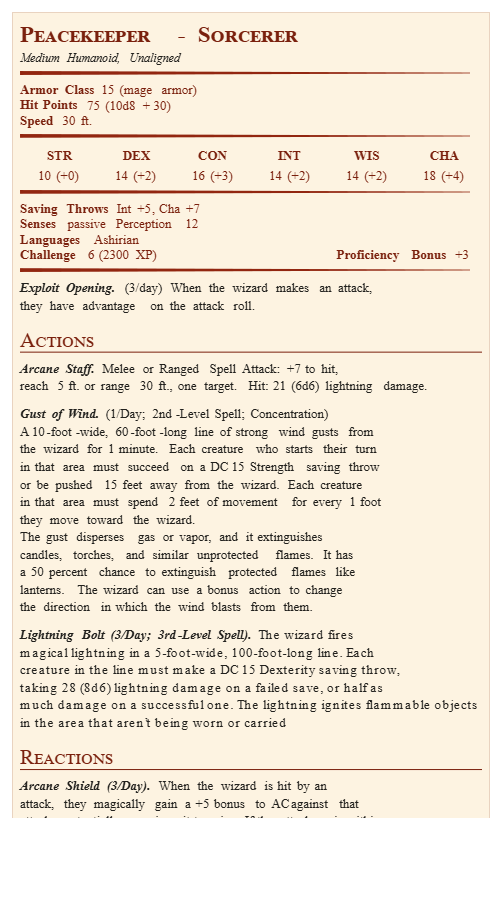 Peacekeeper - Sorcerer
Medium Humanoid, Unaligned
Armor Class 15 (mage armor)
Hit Points 75 (10d8 + 30)
Speed 30 ft.
STR DEX CON INT WIS CHA
10 (+0) 14 (+2) 16 (+3) 14 (+2) 14 (+2) 18 (+4)
Saving Throws Int +5, Cha +7
Senses passive Perception 12
Languages Ashirian
Challenge 6 (2300 XP) Proficiency Bonus +3
Exploit Opening. (3/day) When the wizard makes an attack,
they have advantage on the attack roll.
Actions
Arcane Staff. Melee or Ranged Spell Attack: +7 to hit,
reach 5 ft. or range 30 ft., one target. Hit: 21 (6d6) lightning damage.
Gust of Wind. (1/Day; 2nd-Level Spell; Concentration)
A 10-foot-wide, 60-foot-long line of strong wind gusts from
the wizard for 1 minute. Each creature who starts their turn
in that area must succeed on a DC 15 Strength saving throw
or be pushed 15 feet away from the wizard. Each creature
in that area must spend 2 feet of movement for every 1 foot
they move toward the wizard.
The gust disperses gas or vapor, and it extinguishes
candles, torches, and similar unprotected flames. It has
a 50 percent chance to extinguish protected flames like
lanterns. The wizard can use a bonus action to change
the direction in which the wind blasts from them.
Lightning Bolt (3/Day; 3rd-Level Spell). The wizard fires
magical lightning in a 5-foot-wide, 100-foot-long line. Each
creature in the line must make a DC 15 Dexterity saving throw,
taking 28 (8d6) lightning damage on a failed save, or half as
much damage on a successful one. The lightning ignites flammable objects
in the area that aren't being worn or carried
Reactions
Arcane Shield (3/Day). When the wizard is hit by an
attack, they magically gain a +5 bonus to AC against that